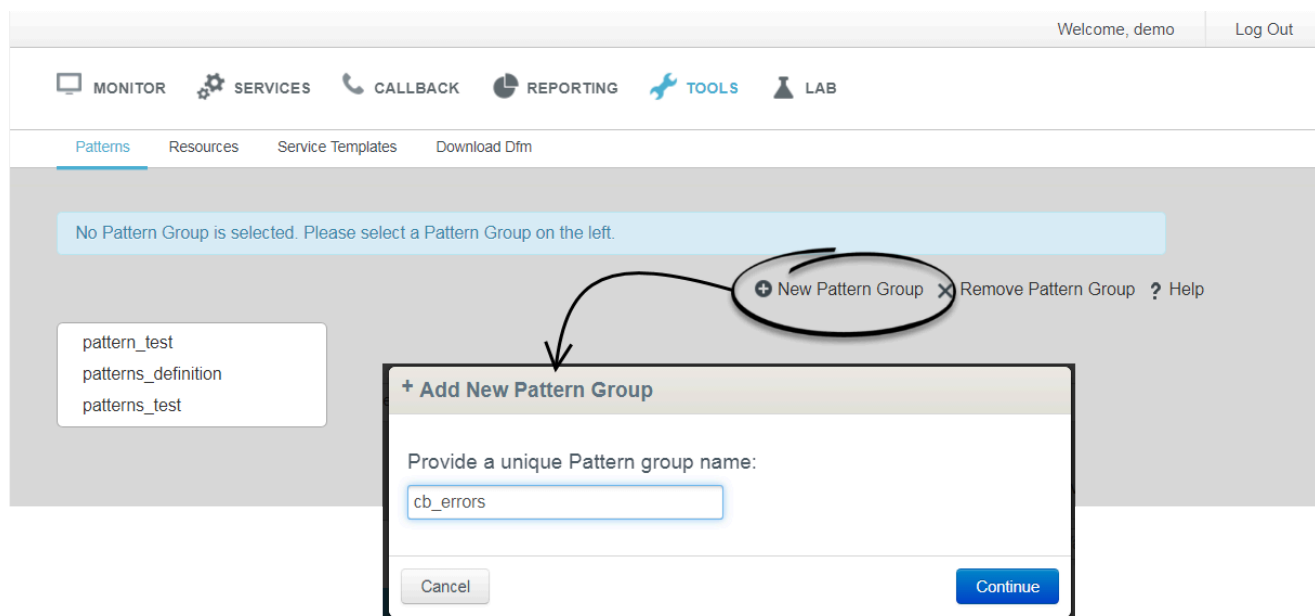 Welcome, demo Log Out
MONITOR SERVICES CALLBACK REPORTING TOOLS LAB
Patterns Resources Service Templates Download Dfm
No Pattern Group is selected. Please select a Pattern Group on the left.
New Pattern Group Remove Pattern Group ? Help
pattern_test
patterns_definition
patterns_test
+ Add New Pattern Group
Provide a unique Pattern group name:
cb_errors
Cancel Continue